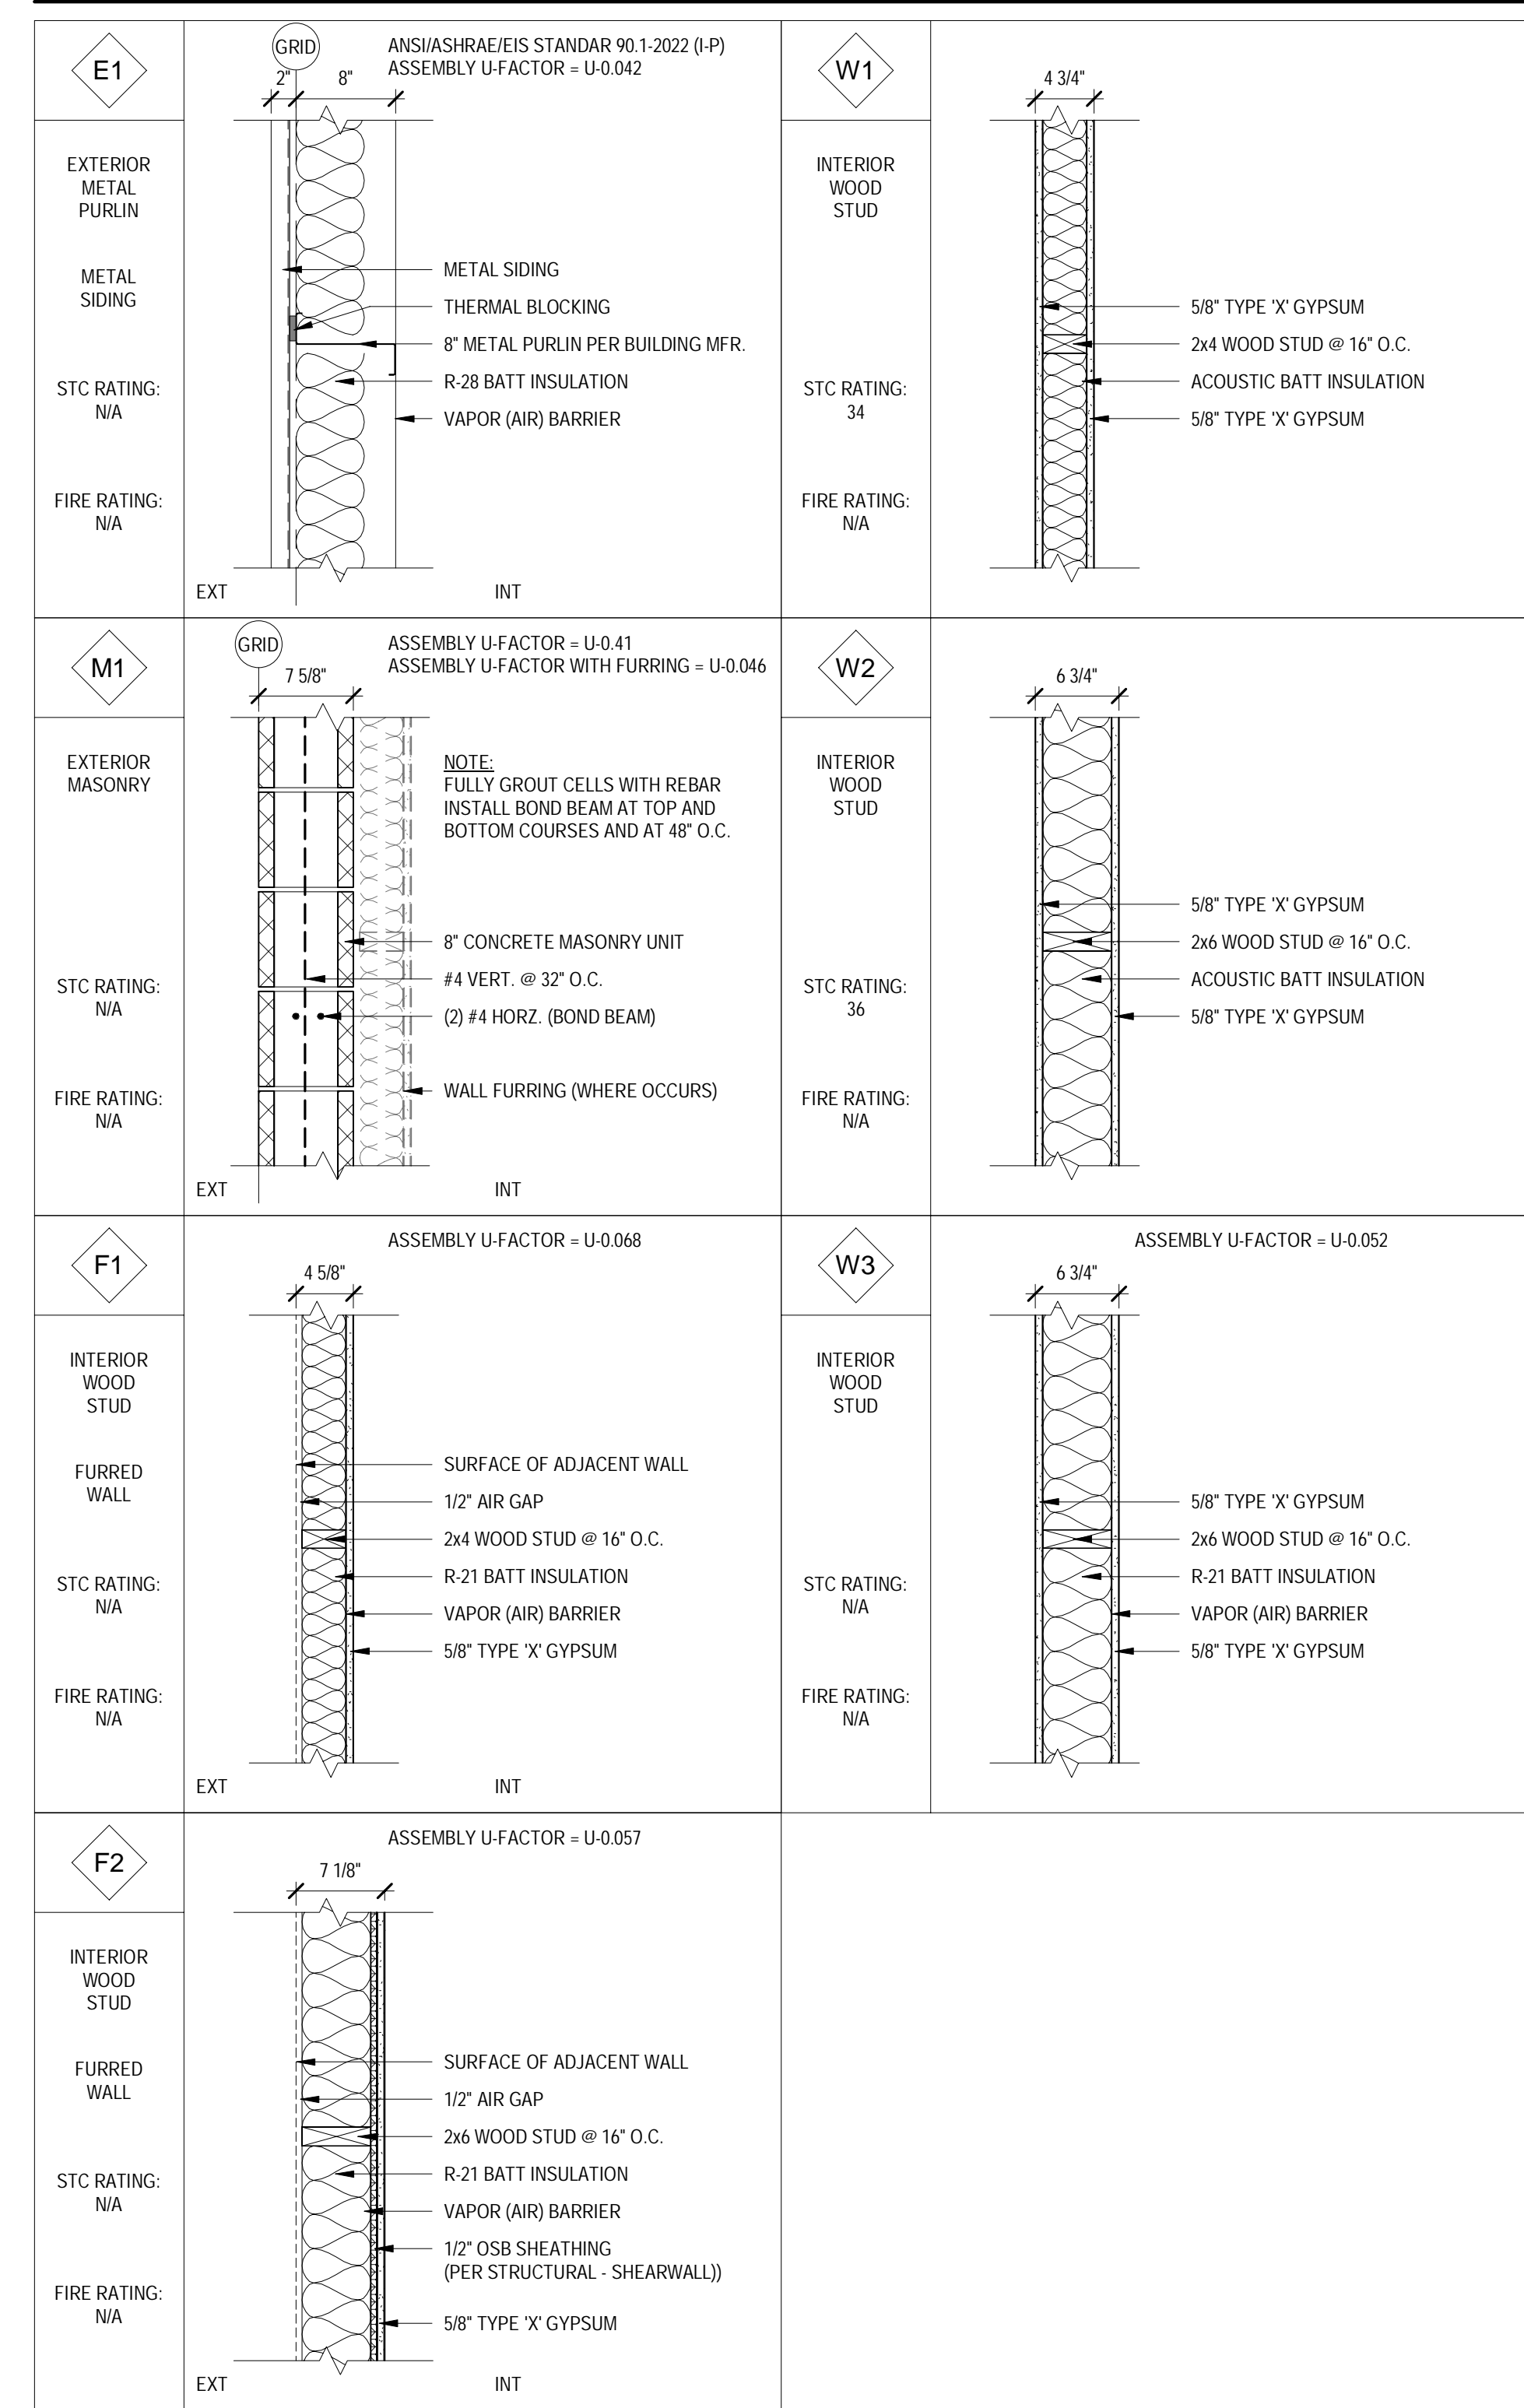 E1
EXTERIOR
METAL
PURLIN
METAL
SIDING
STC RATING:
N/A
FIRE RATING:
N/A
GRID
2"
8"
ANSI/ASHRAE/EIS STANDAR 90.1-2022 (I-P)
ASSEMBLY U-FACTOR = U-0.042
METAL SIDING
THERMAL BLOCKING
8" METAL PURLIN PER BUILDING MFR.
R-28 BATT INSULATION
VAPOR (AIR) BARRIER
EXT
INT
W1
INTERIOR
WOOD
STUD
STC RATING:
34
FIRE RATING:
N/A
4 3/4"
5/8" TYPE 'X' GYPSUM
2x4 WOOD STUD @ 16" O.C.
ACOUSTIC BATT INSULATION
5/8" TYPE 'X' GYPSUM
M1
EXTERIOR
MASONRY
STC RATING:
N/A
FIRE RATING:
N/A
GRID
7 5/8"
ASSEMBLY U-FACTOR = U-0.41
ASSEMBLY U-FACTOR WITH FURRING = U-0.046
NOTE:
FULLY GROUT CELLS WITH REBAR
INSTALL BOND BEAM AT TOP AND
BOTTOM COURSES AND AT 48" O.C.
8" CONCRETE MASONRY UNIT
#4 VERT. @ 32" O.C.
(2) #4 HORZ. (BOND BEAM)
WALL FURRING (WHERE OCCURS)
EXT
INT
W2
INTERIOR
WOOD
STUD
STC RATING:
36
FIRE RATING:
N/A
6 3/4"
5/8" TYPE 'X' GYPSUM
2x6 WOOD STUD @ 16" O.C.
ACOUSTIC BATT INSULATION
5/8" TYPE 'X' GYPSUM
F1
INTERIOR
WOOD
STUD
FURRED
WALL
STC RATING:
N/A
FIRE RATING:
N/A
ASSEMBLY U-FACTOR = U-0.068
4 5/8"
SURFACE OF ADJACENT WALL
1/2" AIR GAP
2x4 WOOD STUD @ 16" O.C.
R-21 BATT INSULATION
VAPOR (AIR) BARRIER
5/8" TYPE 'X' GYPSUM
EXT
INT
W3
INTERIOR
WOOD
STUD
STC RATING:
N/A
FIRE RATING:
N/A
ASSEMBLY U-FACTOR = U-0.052
6 3/4"
5/8" TYPE 'X' GYPSUM
2x6 WOOD STUD @ 16" O.C.
R-21 BATT INSULATION
VAPOR (AIR) BARRIER
5/8" TYPE 'X' GYPSUM
F2
INTERIOR
WOOD
STUD
FURRED
WALL
STC RATING:
N/A
FIRE RATING:
N/A
ASSEMBLY U-FACTOR = U-0.057
7 1/8"
SURFACE OF ADJACENT WALL
1/2" AIR GAP
2x6 WOOD STUD @ 16" O.C.
R-21 BATT INSULATION
VAPOR (AIR) BARRIER
1/2" OSB SHEATHING
(PER STRUCTURAL - SHEARWALL))
5/8" TYPE 'X' GYPSUM
EXT
INT